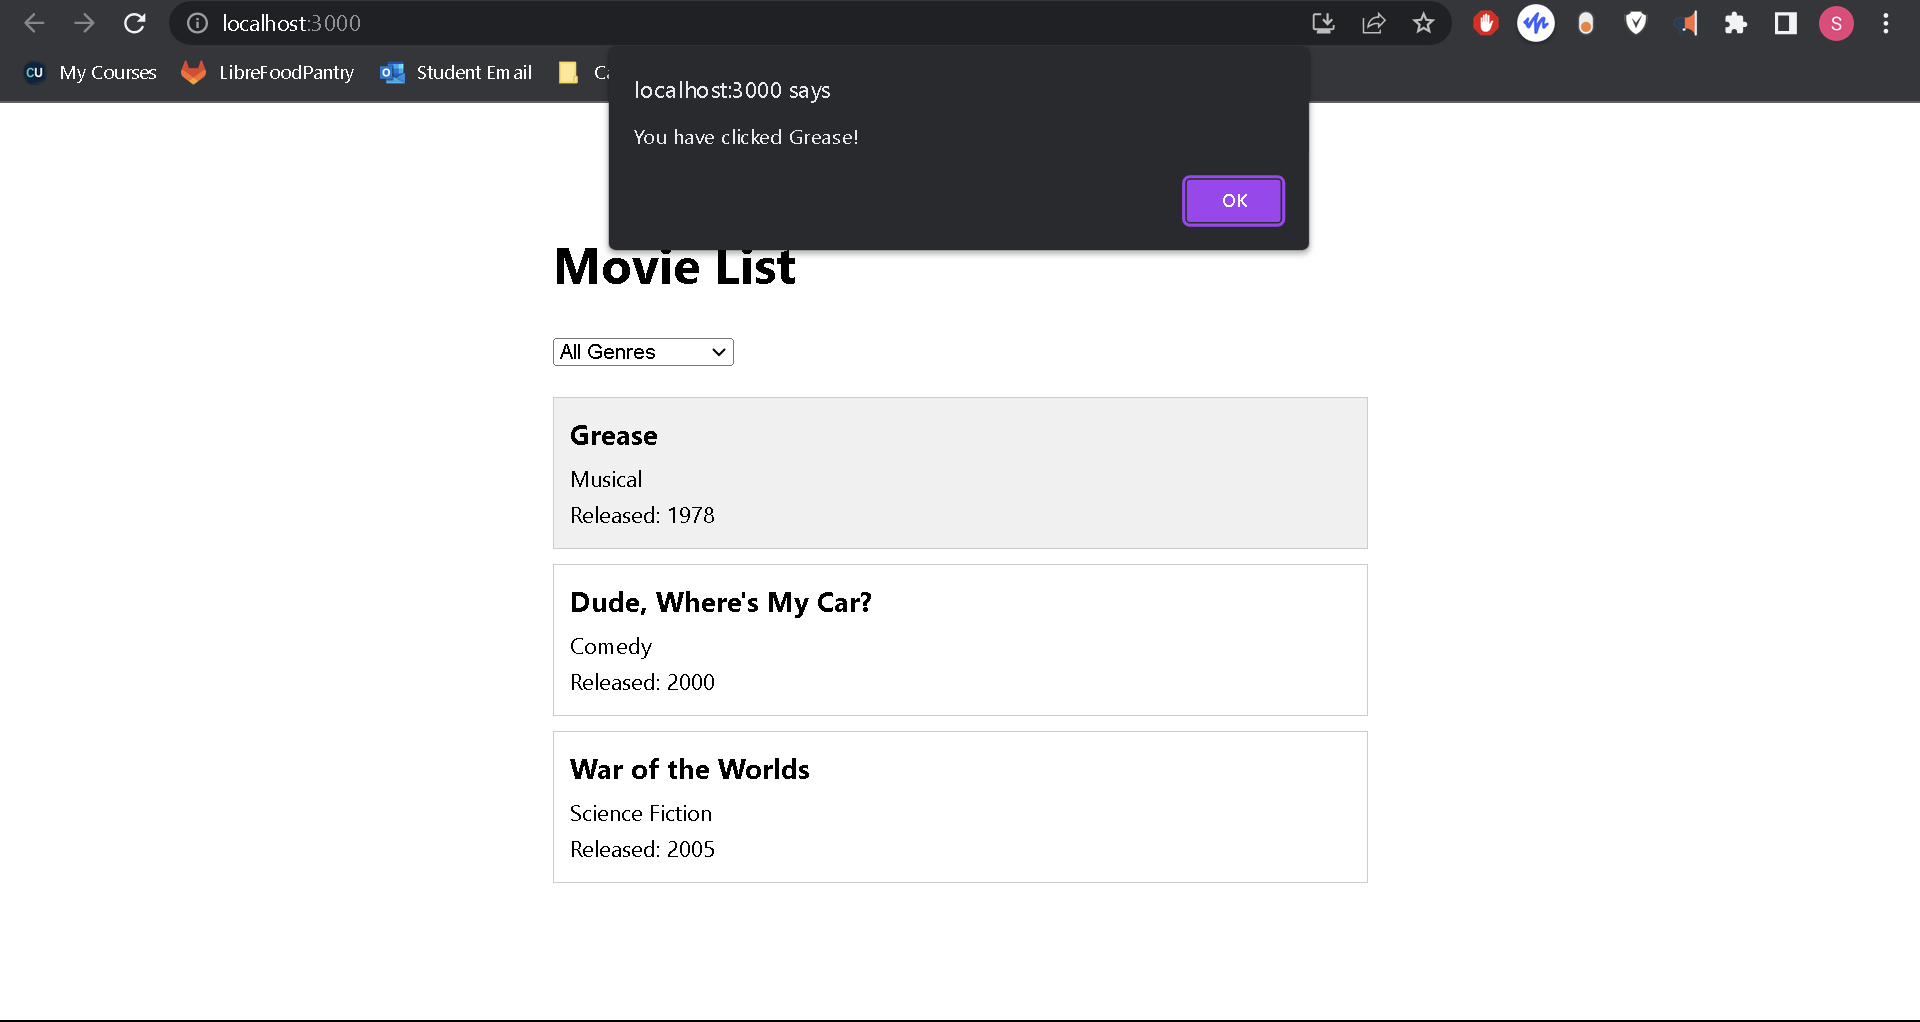 localhost:3000
S
CU My Courses LibreFoodPantry Student Email
localhost:3000 says
You have clicked Grease!
OK
Movie List
All Genres
Grease
Musical
Released: 1978
Dude, Where's My Car?
Comedy
Released: 2000
War of the Worlds
Science Fiction
Released: 2005